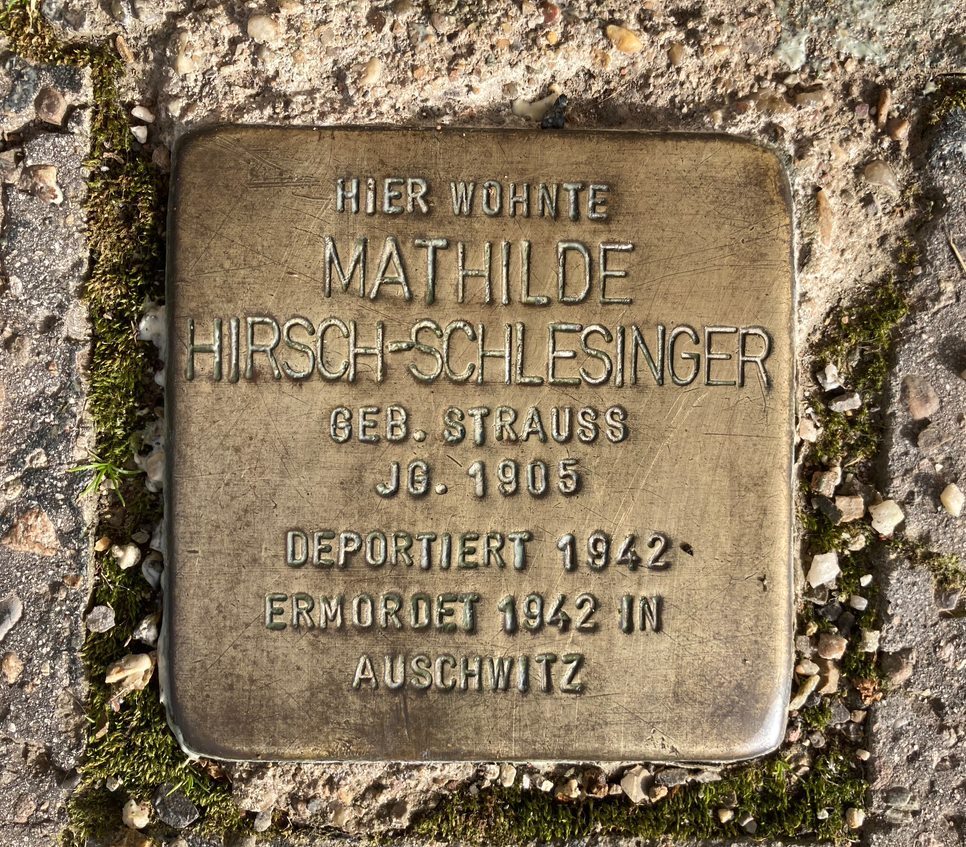 HIER WOHNTE
MATHILDE
HIRSCH-SCHLESINGER
GEB. STRAUSS
JG. 1905
DEPORTIERT 1942
ERMORDET 1942 IN
AUSCHWITZ